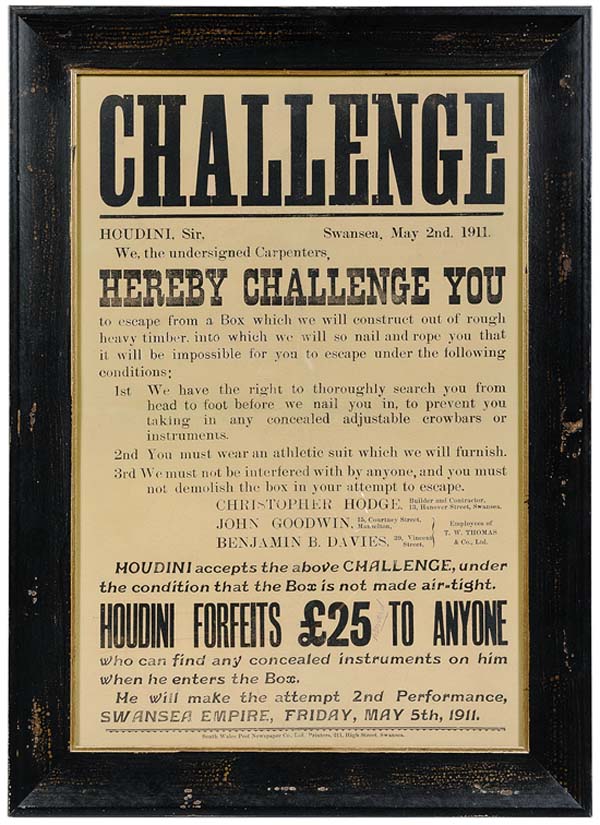 CHALLENGE
HOUDINI, Sir, Swansea, May 2nd. 1911.
We, the undersigned Carpenters,
HEREBY CHALLENGE YOU
to escape from a Box which we will construct out of rough
heavy timber, into which we will so nail and rope you that
it will be impossible for you to escape under the following
conditions:
1st We have the right to thoroughly search you from
head to foot before we nail you in, to prevent you
taking in any concealed adjustable crowbars or
instruments.
2nd You must wear an athletic suit which we will furnish.
3rd We must not be interfered with by anyone, and you must
not demolish the box in your attempt to escape.
CHRISTOPHER HODGE, Builder and Contractor, 13, Hanover Street, Swansea.
JOHN GOODWIN, 15, Courtney Street, Manselton,
BENJAMIN B. DAVIES, 29, Vincent Street,
Employees of
T. W. THOMAS
& Co., Ltd.
HOUDINI accepts the above CHALLENGE, under
the condition that the Box is not made air-tight.
HOUDINI FORFEITS £25 TO ANYONE
who can find any concealed instruments on him
when he enters the Box.
He will make the attempt 2nd Performance,
SWANSEA EMPIRE, FRIDAY, MAY 5th, 1911.
South Wales Post Newspaper Co., Ltd. Printers, 211, High Street, Swansea.